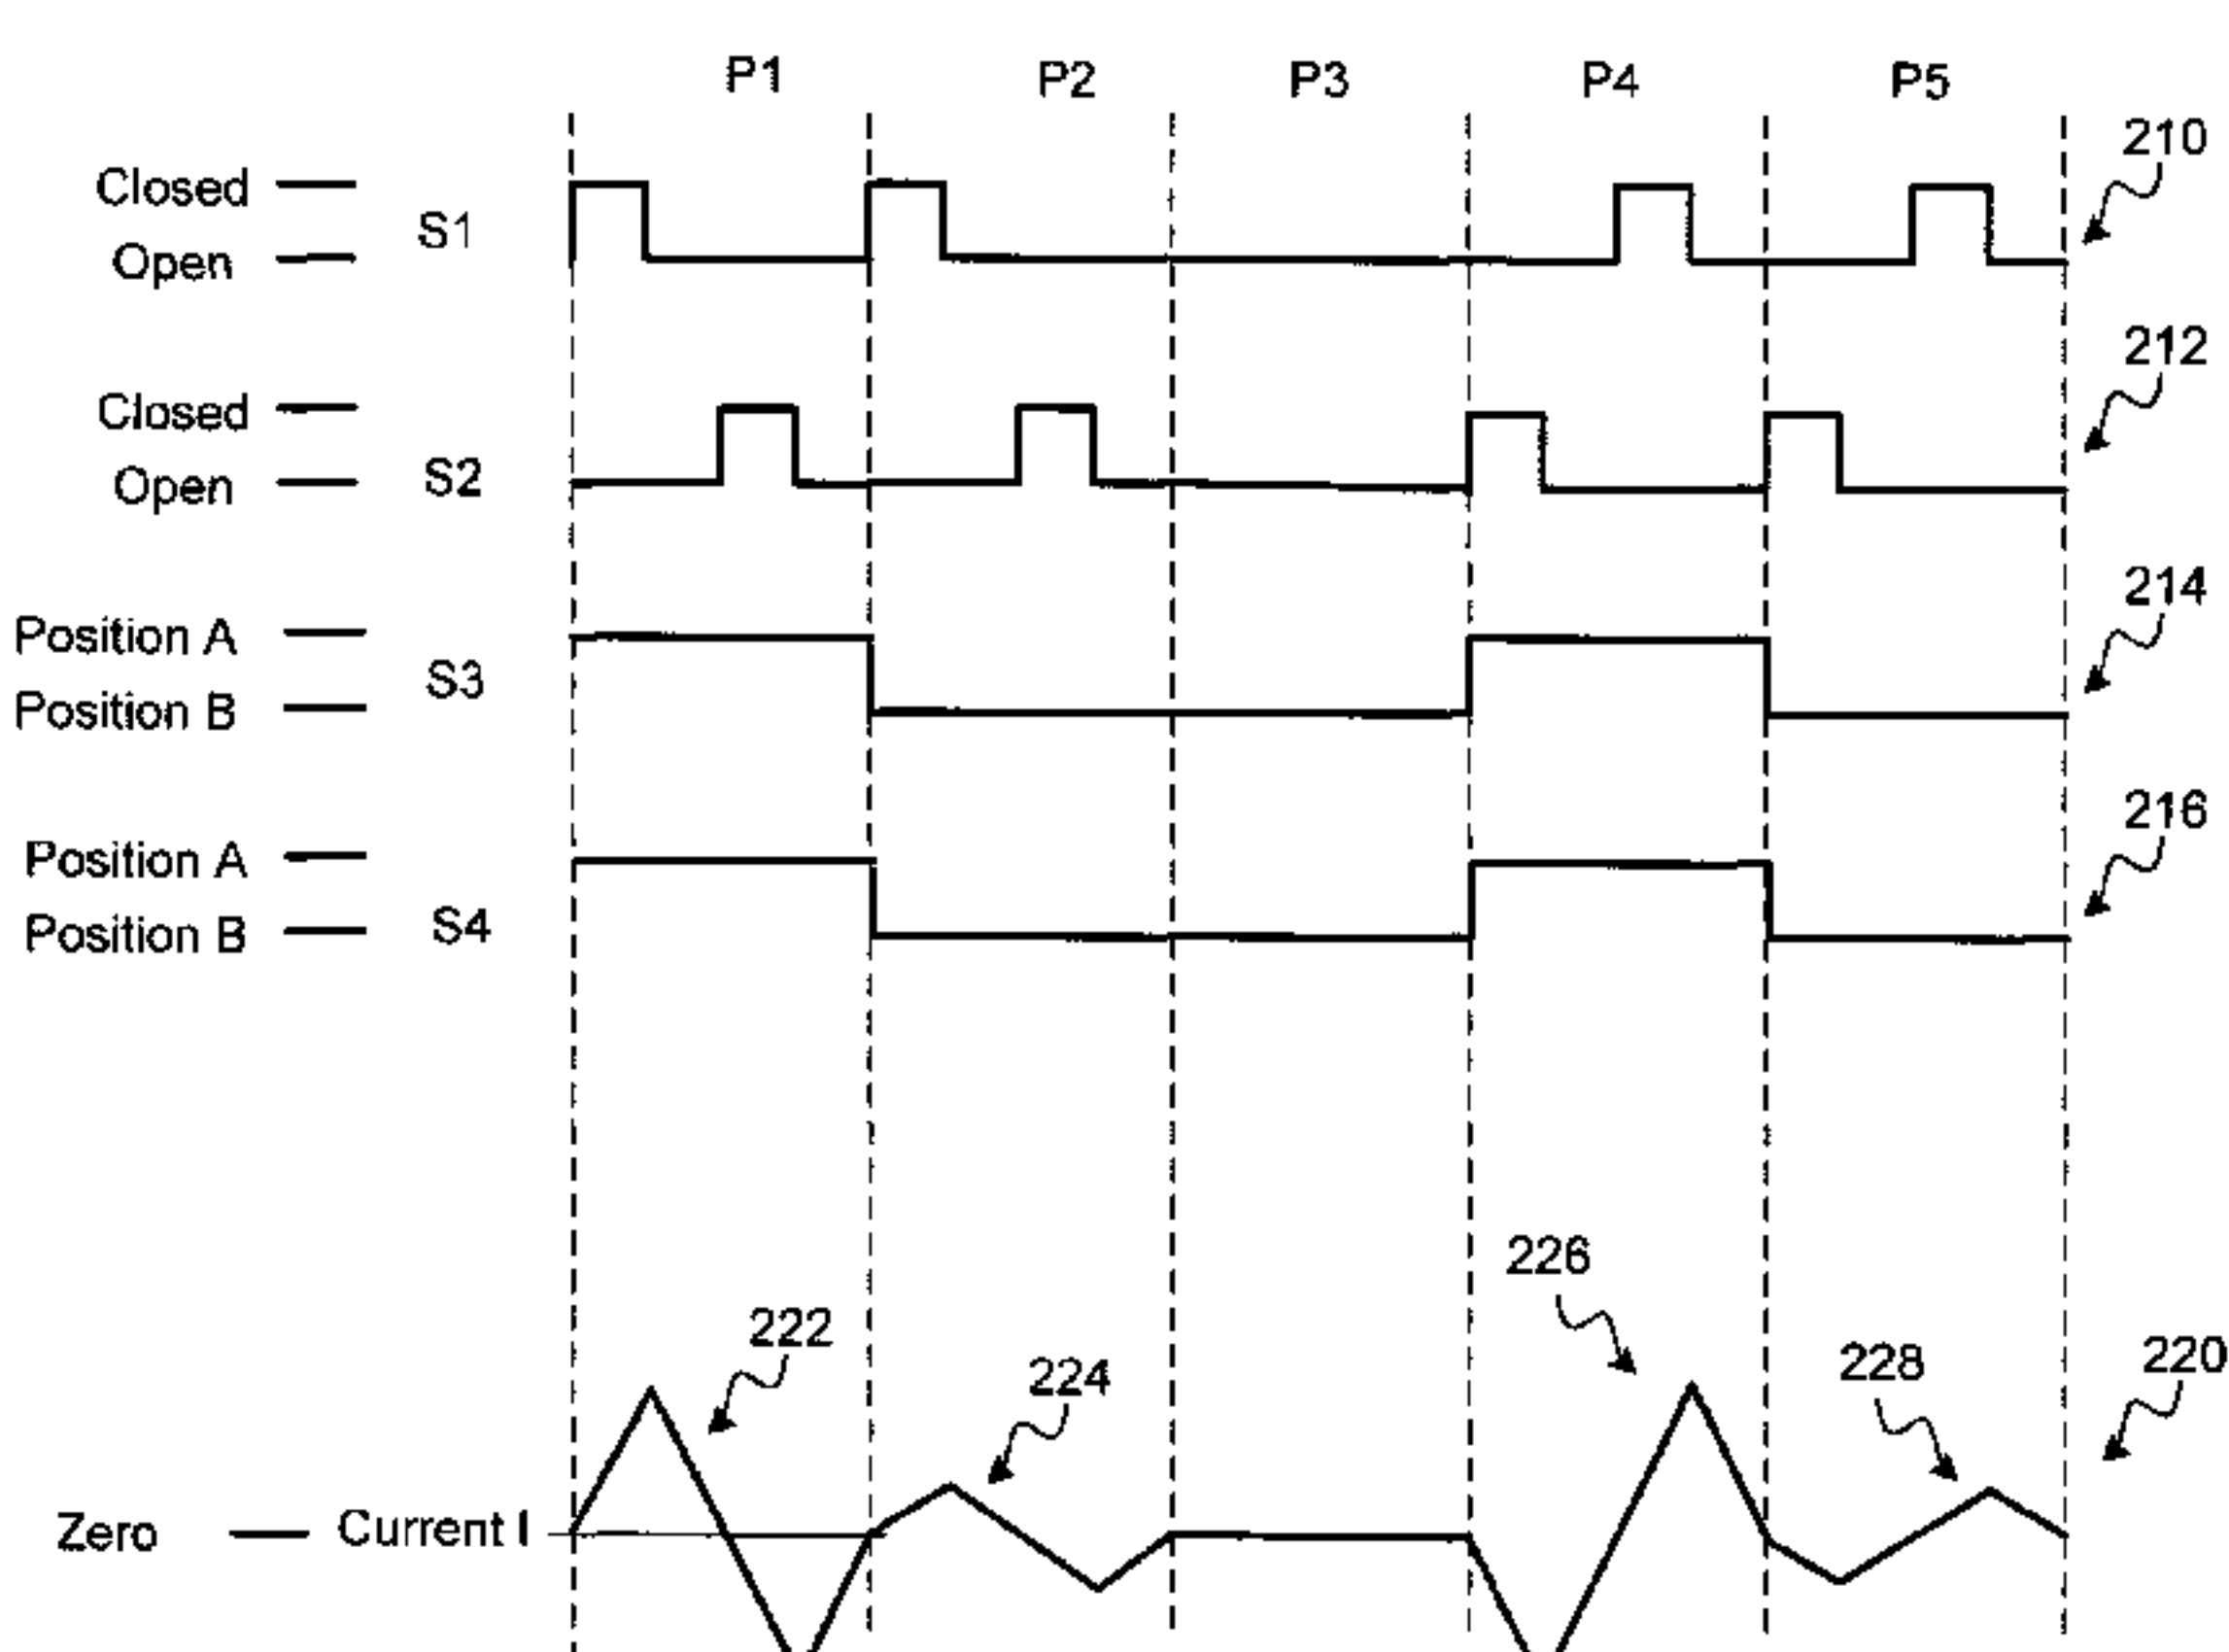 P1 P2 P3 P4 P5
210
Closed
S1
Open
212
Closed
S2
Open
214
Position A
S3
Position B
216
Position A
S4
Position B
226
222
220
228
224
Zero Current I